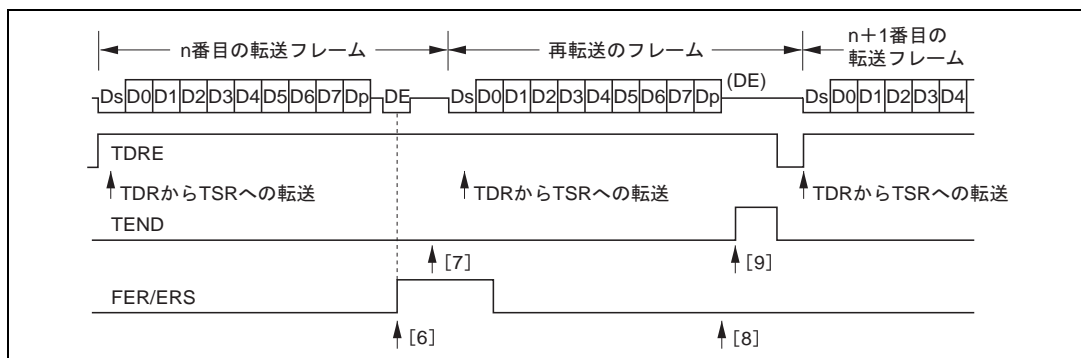 n番目の転送フレーム
再転送のフレーム
n＋1番目の
転送フレーム
Ds D0 D1 D2 D3 D4 D5 D6 D7 Dp DE
Ds D0 D1 D2 D3 D4 D5 D6 D7 Dp (DE)
Ds D0 D1 D2 D3 D4
TDRE
TDRからTSRへの転送
TDRからTSRへの転送
TDRからTSRへの転送
TEND
[7]
[9]
FER/ERS
[6]
[8]